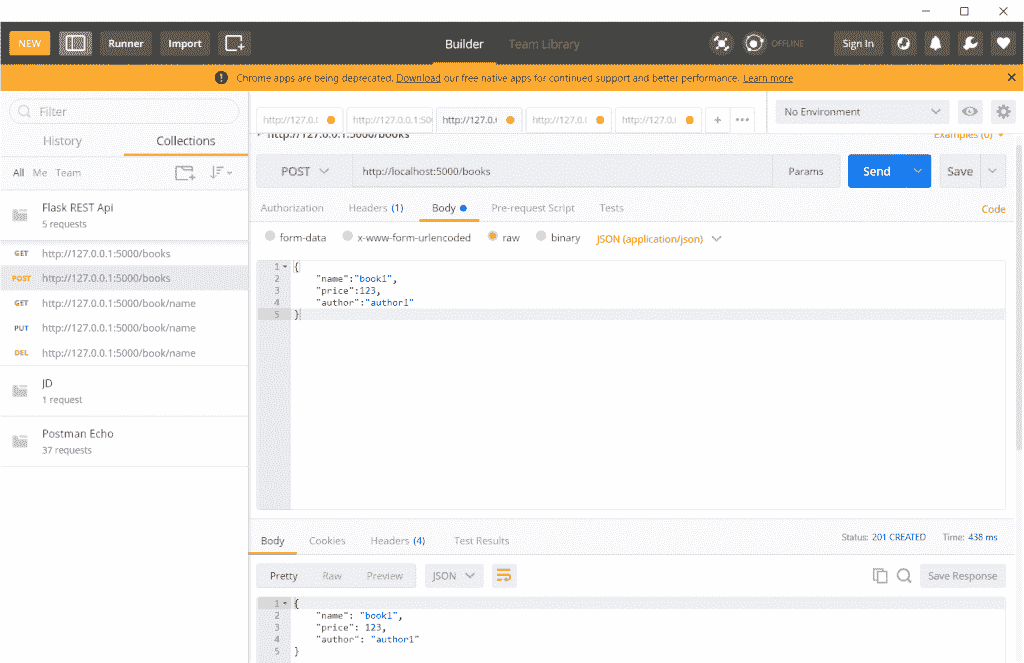 NEW Runner Import Builder Team Library OFFLINE Sign In
Chrome apps are being deprecated. Download our free native apps for continued support and better performance. Learn more
Filter
History Collections
All Me Team
Flask REST Api
5 requests
GET http://127.0.0.1:5000/books
POST http://127.0.0.1:5000/books
GET http://127.0.0.1:5000/book/name
PUT http://127.0.0.1:5000/book/name
DEL http://127.0.0.1:5000/book/name
JD
1 request
Postman Echo
37 requests
http://127.0. http://127.0.0.1:500 http://127.0. http://127.0. http://127.0. + ••• No Environment
http://127.0.0.1:5000/books Examples (0)
POST http://localhost:5000/books Params Send Save
Authorization Headers (1) Body Pre-request Script Tests Code
form-data x-www-form-urlencoded raw binary JSON (application/json)
1 {
2 "name":"book1",
3 "price":123,
4 "author":"author1"
5 }
Body Cookies Headers (4) Test Results Status: 201 CREATED Time: 438 ms
Pretty Raw Preview JSON Save Response
1 {
2 "name": "book1",
3 "price": 123,
4 "author": "author1"
5 }